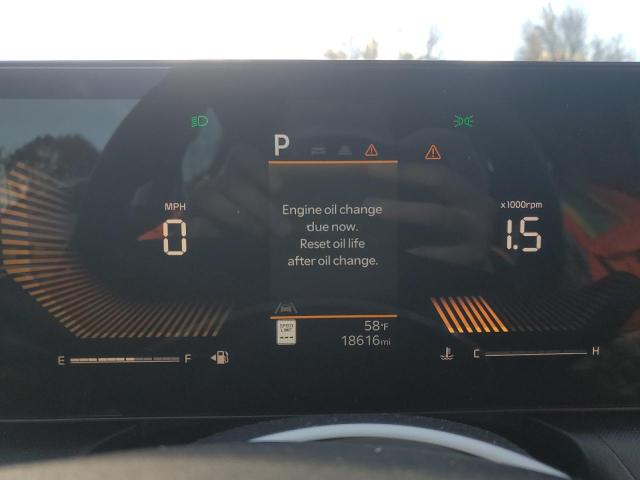 P
MPH
0
Engine oil change
due now.
Reset oil life
after oil change.
x1000rpm
1.5
SPEED
LIMIT
---
58°F
18616mi
E F
C H